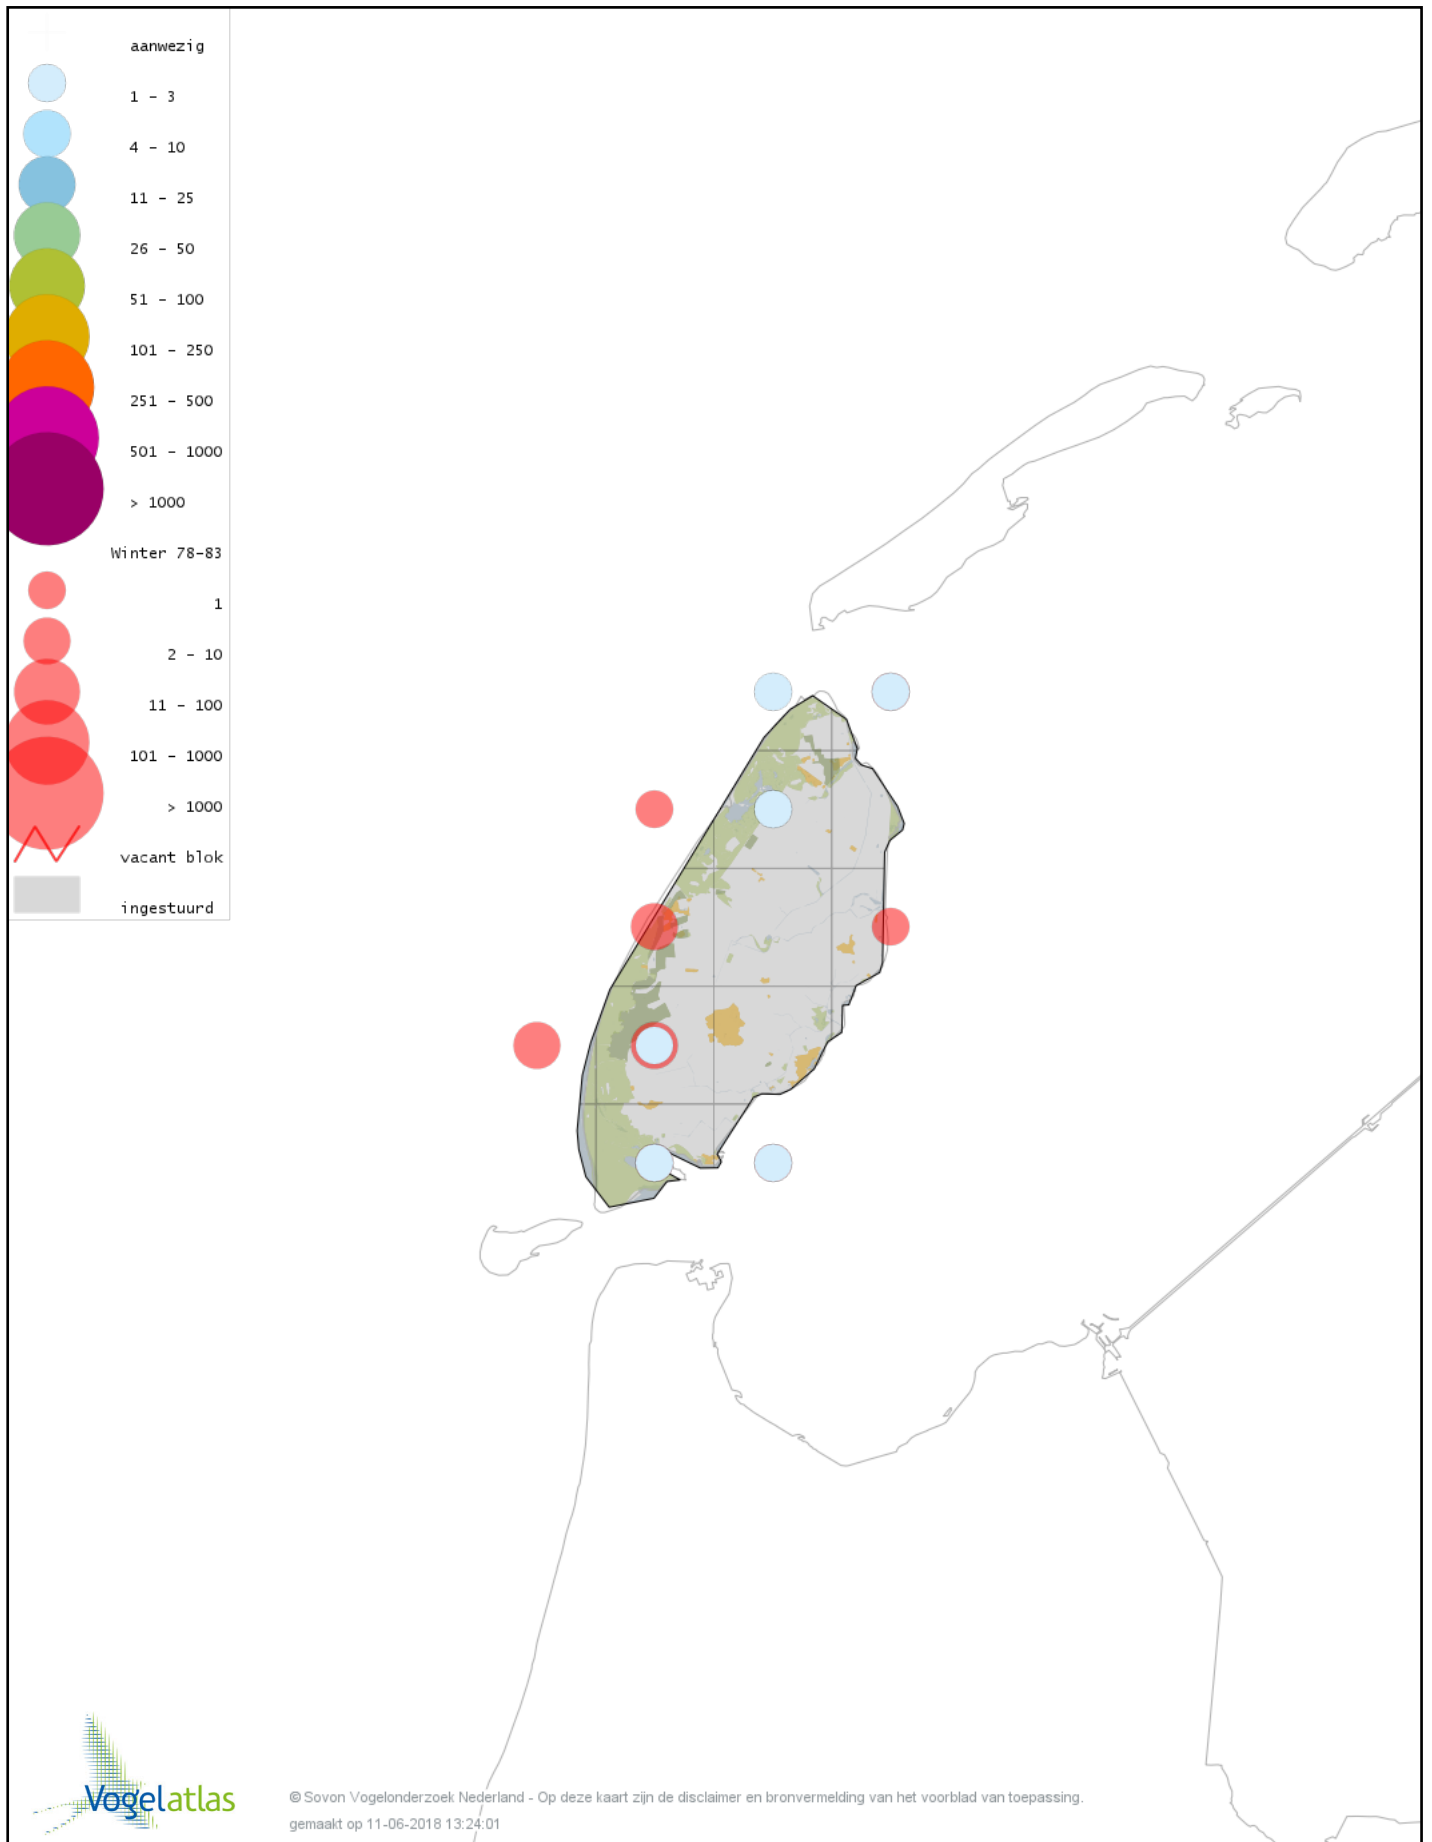 aanwezig
1 – 3
4 – 10
11 – 25
26 – 50
51 – 100
101 – 250
251 – 500
501 – 1000
> 1000
Winter 78–83
1
2 – 10
11 – 100
101 – 1000
> 1000
vacant blok
ingestuurd
Vogelatlas
© Sovon Vogelonderzoek Nederland - Op deze kaart zijn de disclaimer en bronvermelding van het voorblad van toepassing.
gemaakt op 11-06-2018 13:24:01